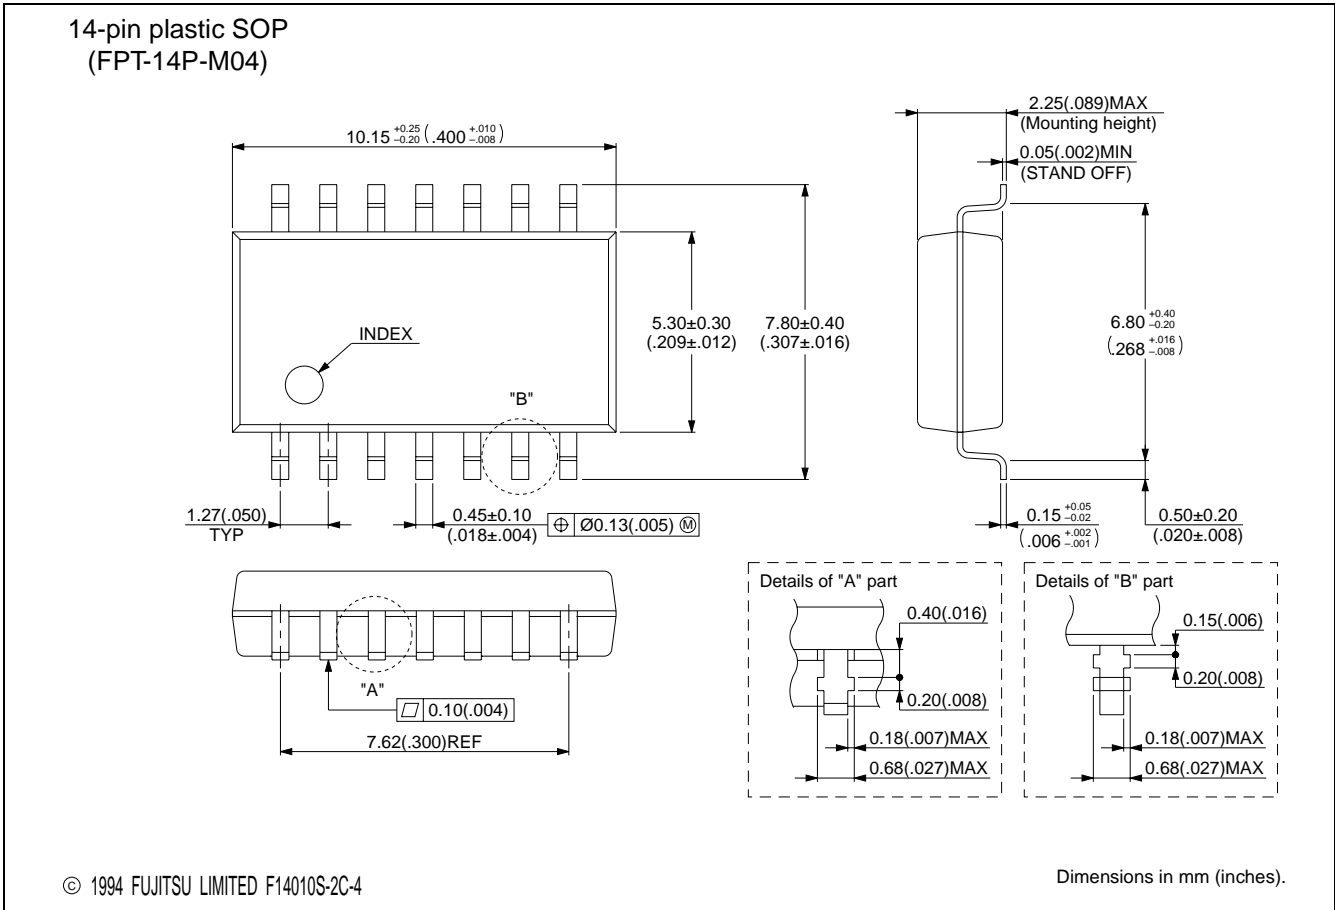 14-pin plastic SOP
(FPT-14P-M04)
2.25(.089)MAX
(Mounting height)
10.15 +0.25 –0.20 (.400 +.010 –.008)
0.05(.002)MIN
(STAND OFF)
INDEX
5.30±0.30
(.209±.012)
7.80±0.40
(.307±.016)
6.80 +0.40 –0.20
(.268 +.016 –.008)
"B"
1.27(.050)
TYP
0.45±0.10
(.018±.004)
⌖ Ø0.13(.005) Ⓜ
0.15 +0.05 –0.02
(.006 +.002 –.001)
0.50±0.20
(.020±.008)
"A"
⏥ 0.10(.004)
7.62(.300)REF
Details of "A" part
0.40(.016)
0.20(.008)
0.18(.007)MAX
0.68(.027)MAX
Details of "B" part
0.15(.006)
0.20(.008)
0.18(.007)MAX
0.68(.027)MAX
© 1994 FUJITSU LIMITED F14010S-2C-4
Dimensions in mm (inches).